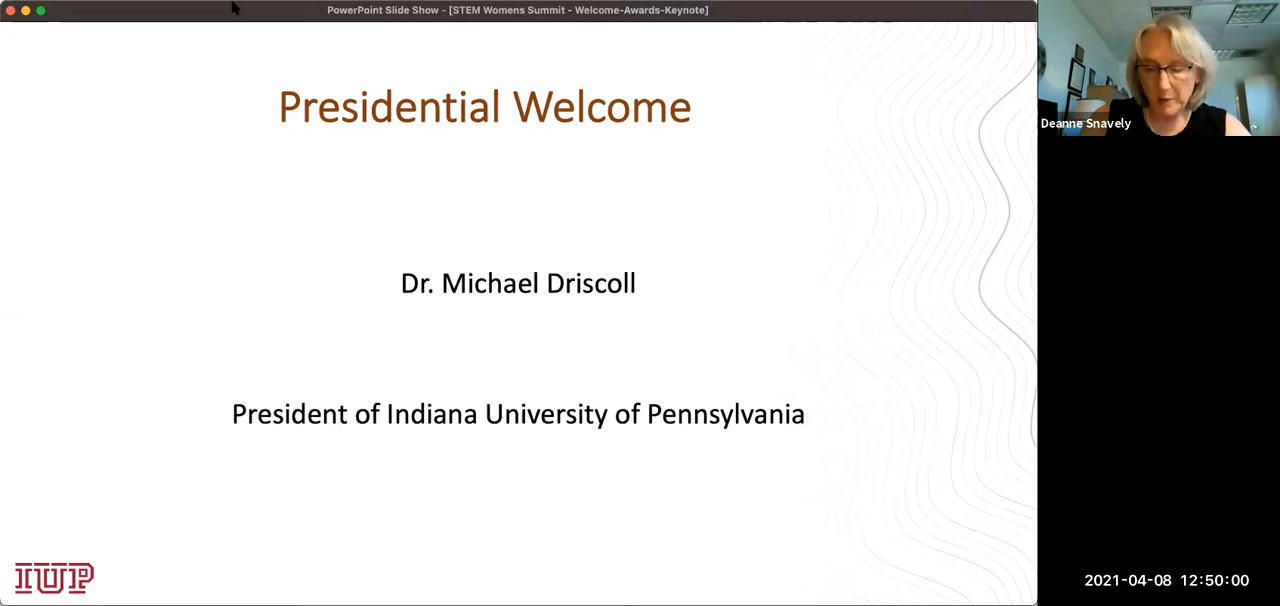 PowerPoint Slide Show - [STEM Womens Summit - Welcome-Awards-Keynote]
Presidential Welcome
Dr. Michael Driscoll
President of Indiana University of Pennsylvania
IUP
Deanne Snavely
2021-04-08 12:50:00